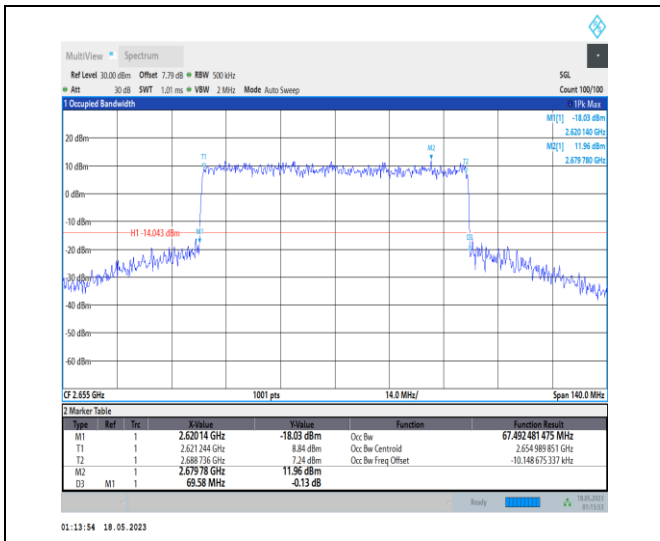 MultiView Spectrum
Ref Level 30.00 dBm Offset 7.79 dB RBW 500 kHz SGL
Att 30 dB SWT 1.01 ms VBW 2 MHz Mode Auto Sweep Count 100/100
1 Occupied Bandwidth 1Pk Max
M1[1] -18.03 dBm
2.620 140 GHz
M2[1] 11.96 dBm
2.679 780 GHz
20 dBm
M2
T1
T2
10 dBm
0 dBm
-10 dBm
H1 -14.043 dBm
M1
D3
-20 dBm
-30 dBm
-40 dBm
-50 dBm
-60 dBm
CF 2.655 GHz 1001 pts 14.0 MHz/ Span 140.0 MHz
2 Marker Table
Type Ref Trc X-Value Y-Value Function Function Result
M1 1 2.62014 GHz -18.03 dBm Occ Bw 67.492 481 475 MHz
T1 1 2.621 244 GHz 8.84 dBm Occ Bw Centroid 2.654 989 851 GHz
T2 1 2.688 736 GHz 7.24 dBm Occ Bw Freq Offset -10.148 675 337 kHz
M2 1 2.679 78 GHz 11.96 dBm
D3 M1 1 69.58 MHz -0.13 dB
Ready 18.05.2023
01:13:53
01:13:54 18.05.2023